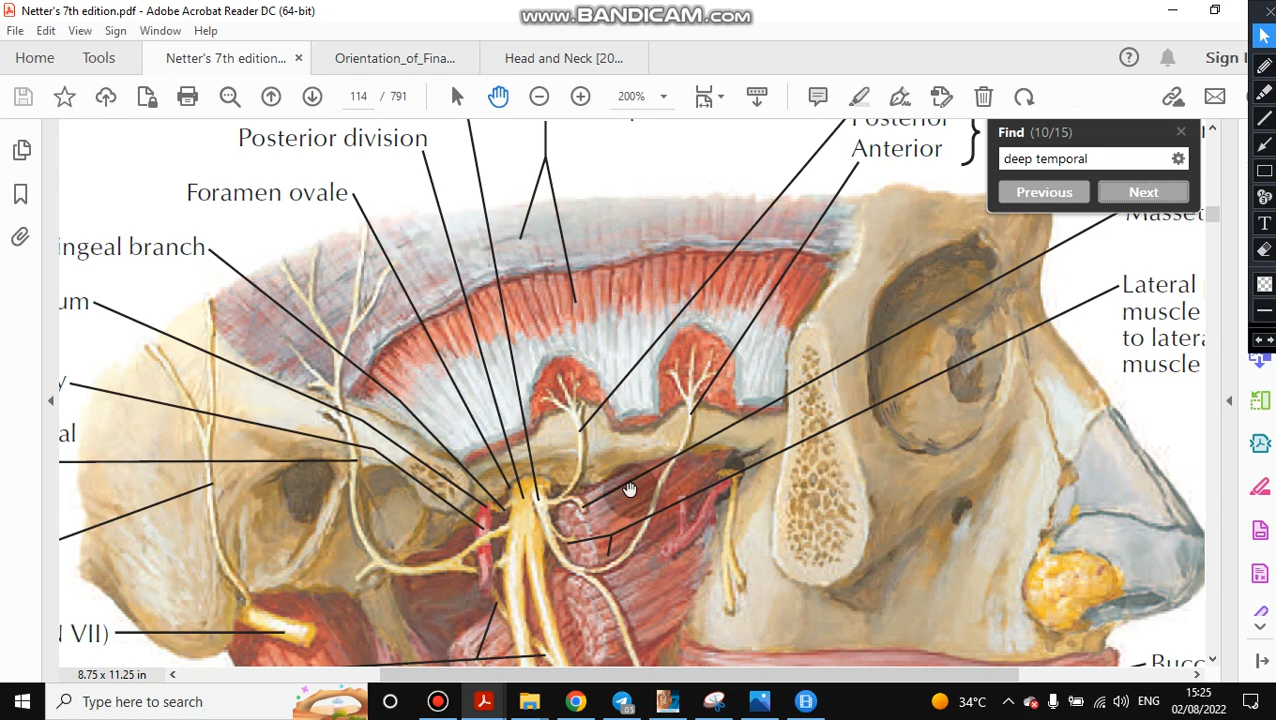 Netter's 7th edition.pdf - Adobe Acrobat Reader DC (64-bit)
WWW.BANDICAM.COM
File Edit View Sign Window Help
Home Tools Netter's 7th edition... × Orientation_of_Fina... Head and Neck [20... Sign I
114 / 791 200%
Find (10/15)
deep temporal
Previous Next
Posterior
Anterior
Posterior division
Foramen ovale
ingeal branch
um
y
al
Masset
Lateral
muscle
to latera
muscle
N VII)
Bucc
8.75 x 11.25 in
Type here to search
34°C
ENG
15:25
02/08/2022